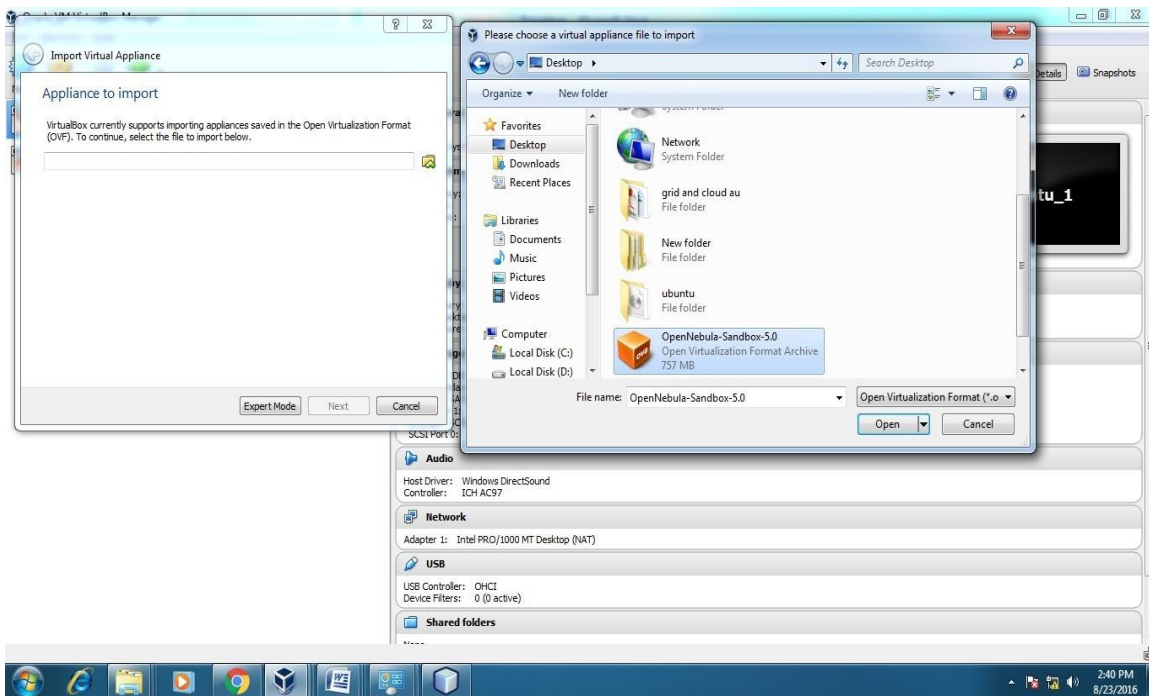 Oracle VM VirtualBox Manager
Import Virtual Appliance
Appliance to import
VirtualBox currently supports importing appliances saved in the Open Virtualization Format
(OVF). To continue, select the file to import below.
Expert Mode Next Cancel
Please choose a virtual appliance file to import
Desktop
Search Desktop
Organize New folder
Favorites
Desktop
Downloads
Recent Places
Libraries
Documents
Music
Pictures
Videos
Computer
Local Disk (C:)
Local Disk (D:)
System Folder
Network
System Folder
grid and cloud au
File folder
New folder
File folder
ubuntu
File folder
OpenNebula-Sandbox-5.0
Open Virtualization Format Archive
757 MB
File name: OpenNebula-Sandbox-5.0 Open Virtualization Format (*.o
Open Cancel
Details Snapshots
tu_1
SCSI Port 0:
Audio
Host Driver: Windows DirectSound
Controller: ICH AC97
Network
Adapter 1: Intel PRO/1000 MT Desktop (NAT)
USB
USB Controller: OHCI
Device Filters: 0 (0 active)
Shared folders
None
2:40 PM
8/23/2016